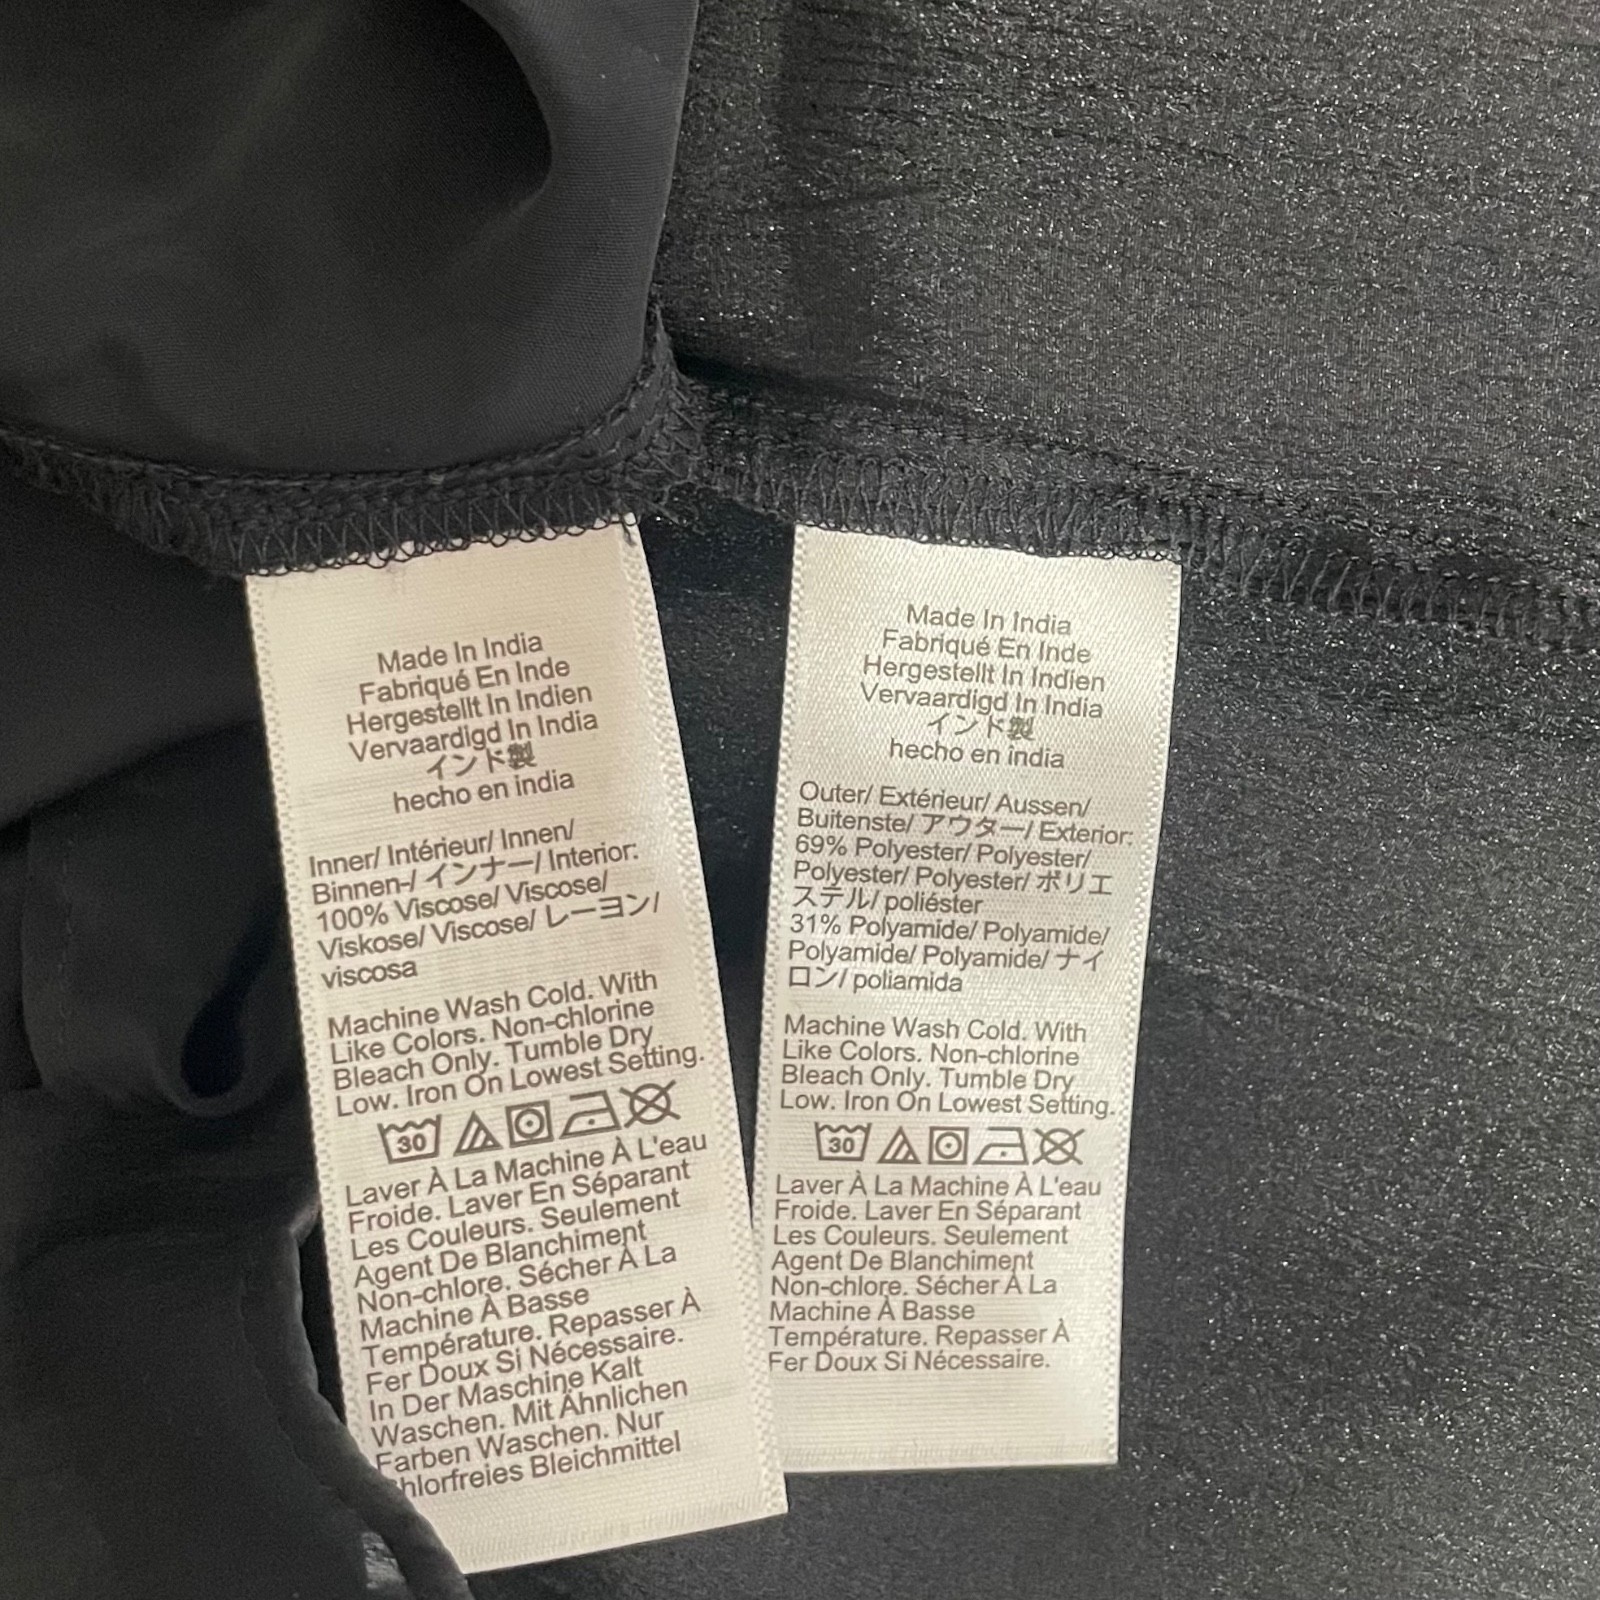 Made In India
Fabriqué En Inde
Hergestellt In Indien
Vervaardigd In India
インド製
hecho en india
Inner/ Intérieur/ Innen/
Binnen-/ インナー/ Interior:
100% Viscose/ Viscose/
Viskose/ Viscose/ レーヨン/
viscosa
Machine Wash Cold. With
Like Colors. Non-chlorine
Bleach Only. Tumble Dry
Low. Iron On Lowest Setting.
30
Laver À La Machine À L'eau
Froide. Laver En Séparant
Les Couleurs. Seulement
Agent De Blanchiment
Non-chlore. Sécher À La
Machine À Basse
Température. Repasser À
Fer Doux Si Nécessaire.
In Der Maschine Kalt
Waschen. Mit Ähnlichen
Farben Waschen. Nur
hlorfreies Bleichmittel
Made In India
Fabriqué En Inde
Hergestellt In Indien
Vervaardigd In India
インド製
hecho en india
Outer/ Extérieur/ Aussen/
Buitenste/ アウター/ Exterior:
69% Polyester/ Polyester/
Polyester/ Polyester/ ポリエ
ステル/ poliéster
31% Polyamide/ Polyamide/
Polyamide/ Polyamide/ ナイ
ロン/ poliamida
Machine Wash Cold. With
Like Colors. Non-chlorine
Bleach Only. Tumble Dry
Low. Iron On Lowest Setting.
30
Laver À La Machine À L'eau
Froide. Laver En Séparant
Les Couleurs. Seulement
Agent De Blanchiment
Non-chlore. Sécher À La
Machine À Basse
Température. Repasser À
Fer Doux Si Nécessaire.